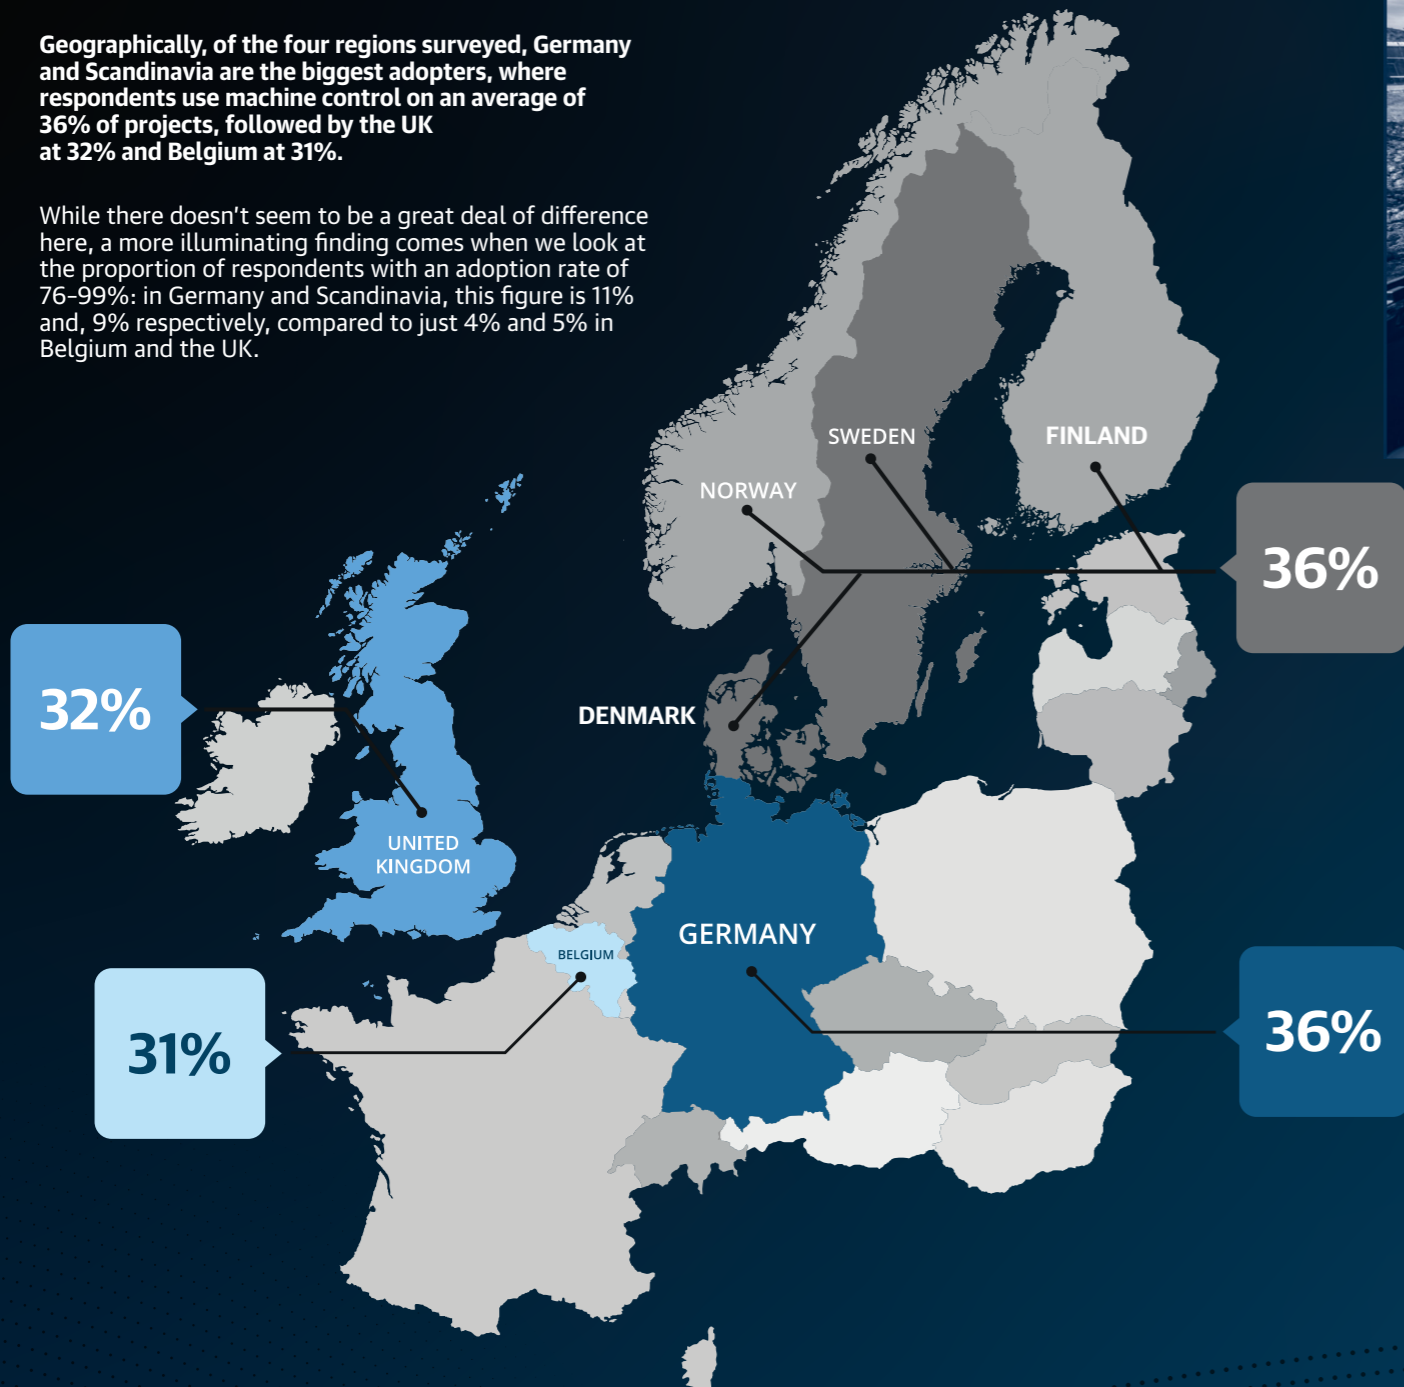 Geographically, of the four regions surveyed, Germany
and Scandinavia are the biggest adopters, where
respondents use machine control on an average of
36% of projects, followed by the UK
at 32% and Belgium at 31%.
While there doesn't seem to be a great deal of difference
here, a more illuminating finding comes when we look at
the proportion of respondents with an adoption rate of
76–99%: in Germany and Scandinavia, this figure is 11%
and, 9% respectively, compared to just 4% and 5% in
Belgium and the UK.
SWEDEN
FINLAND
NORWAY
36%
32%
DENMARK
UNITED
KINGDOM
GERMANY
BELGIUM
31%
36%